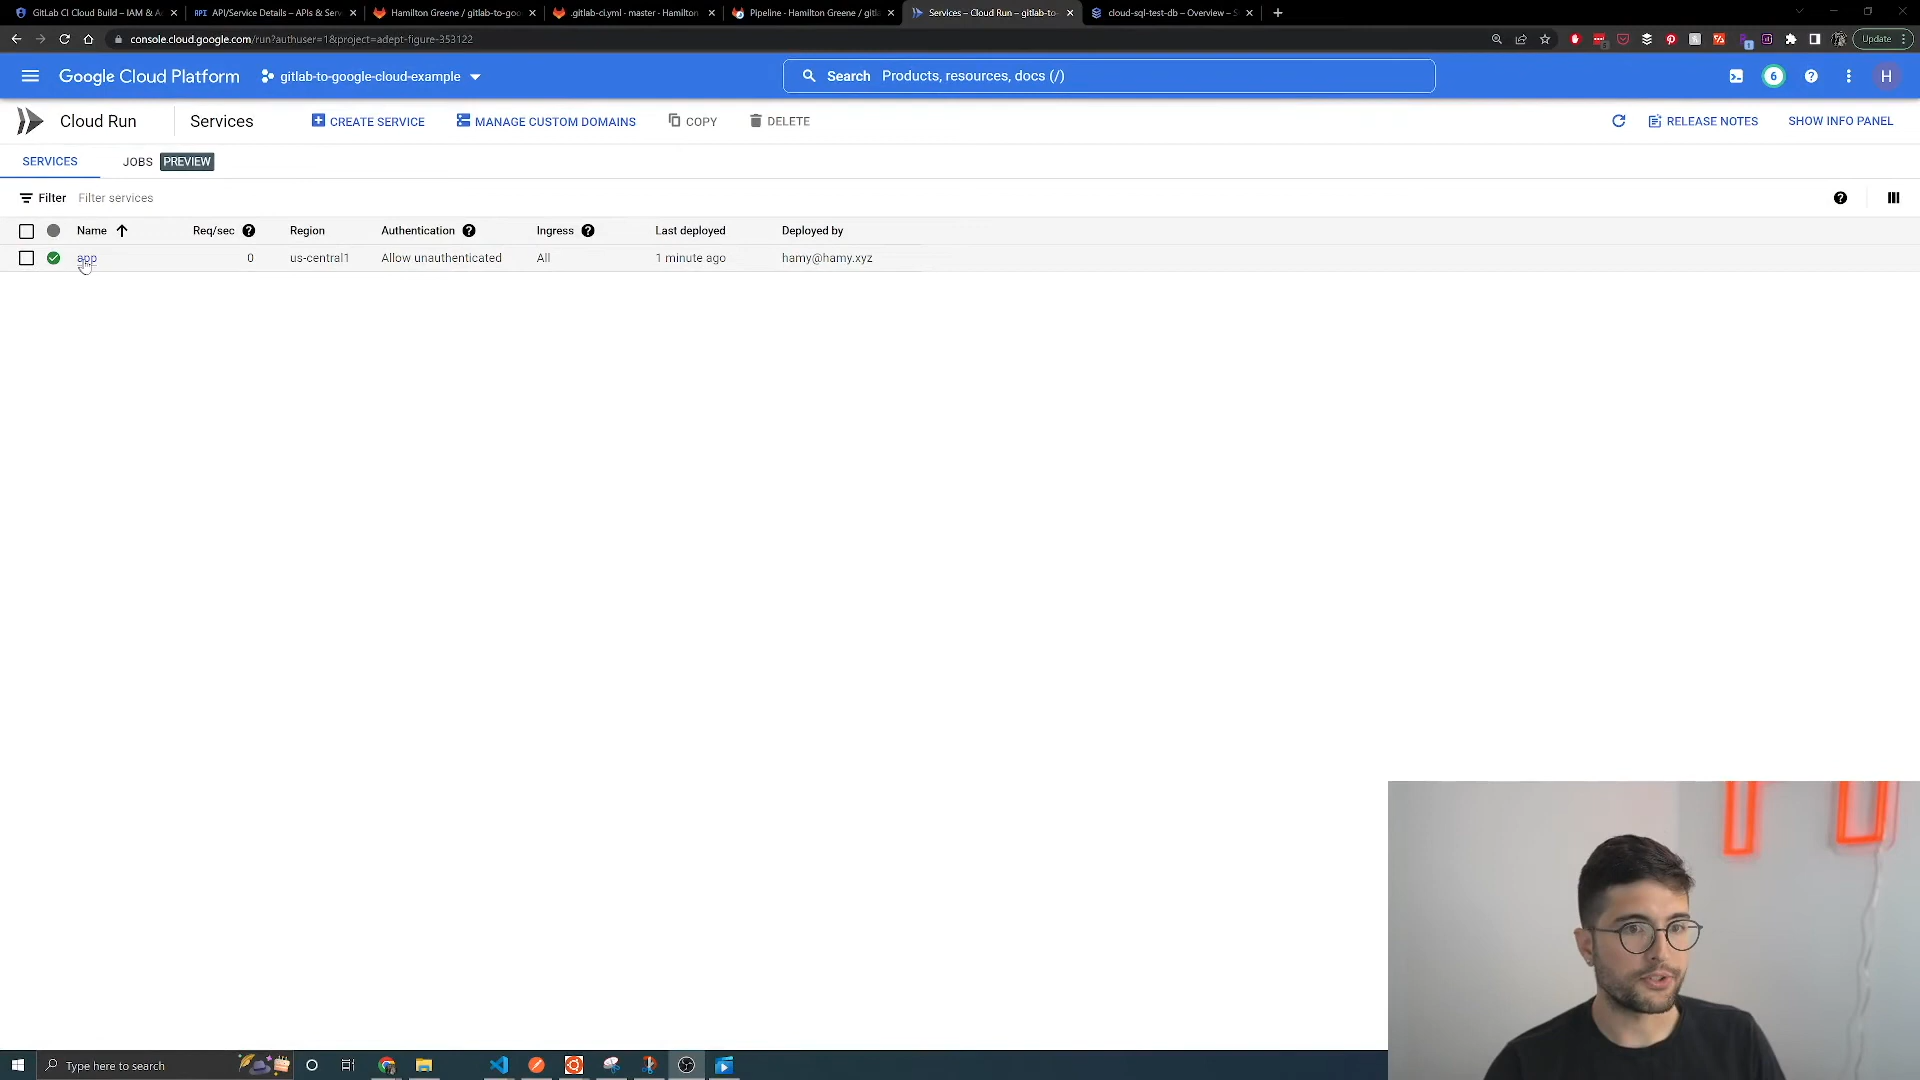 GitLab CI Cloud Build – IAM & A
API API/Service Details – APIs & Serv
Hamilton Greene / gitlab-to-goo
.gitlab-ci.yml · master · Hamilton
Pipeline · Hamilton Greene / gitla
Services – Cloud Run – gitlab-to-
cloud-sql-test-db – Overview – S
console.cloud.google.com/run?authuser=1&project=adept-figure-353122
Update
Google Cloud Platform
gitlab-to-google-cloud-example
Search Products, resources, docs (/)
6
H
Cloud Run
Services
CREATE SERVICE
MANAGE CUSTOM DOMAINS
COPY
DELETE
RELEASE NOTES
SHOW INFO PANEL
SERVICES
JOBS
PREVIEW
Filter Filter services
Name Req/sec Region Authentication Ingress Last deployed Deployed by
app 0 us-central1 Allow unauthenticated All 1 minute ago hamy@hamy.xyz
Type here to search